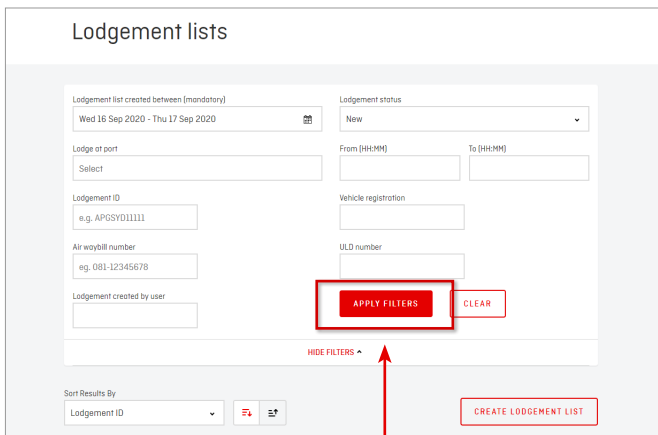 Lodgement lists
Lodgement list created between (mandatory)
Lodgement status
Wed 16 Sep 2020 - Thu 17 Sep 2020
New
Lodge at port
From (HH:MM)
To (HH:MM)
Select
Lodgement ID
Vehicle registration
e.g. APGSYD11111
Air waybill number
ULD number
eg. 081-12345678
Lodgement created by user
APPLY FILTERS
CLEAR
HIDE FILTERS
Sort Results By
Lodgement ID
CREATE LODGEMENT LIST